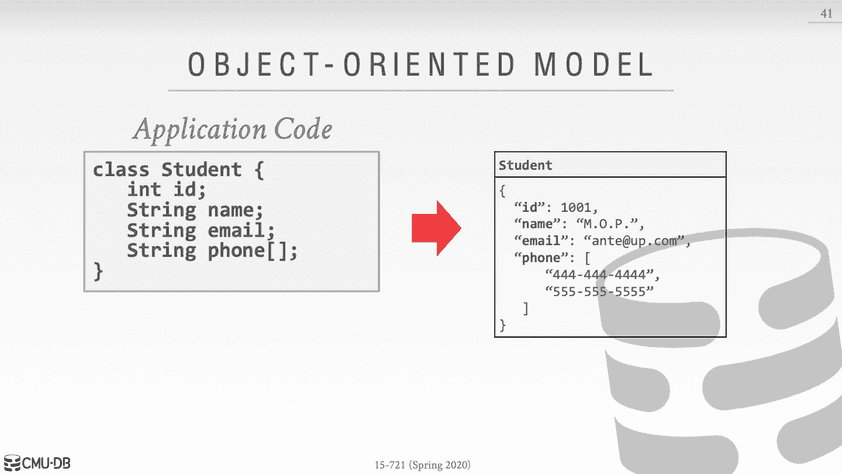 41
OBJECT-ORIENTED MODEL
Application Code
class Student {
int id;
String name;
String email;
String phone[];
}
Student
{
“id”: 1001,
“name”: “M.O.P.”,
“email”: “ante@up.com”,
“phone”: [
“444-444-4444”,
“555-555-5555”
]
}
CMU-DB
15-721 (Spring 2020)